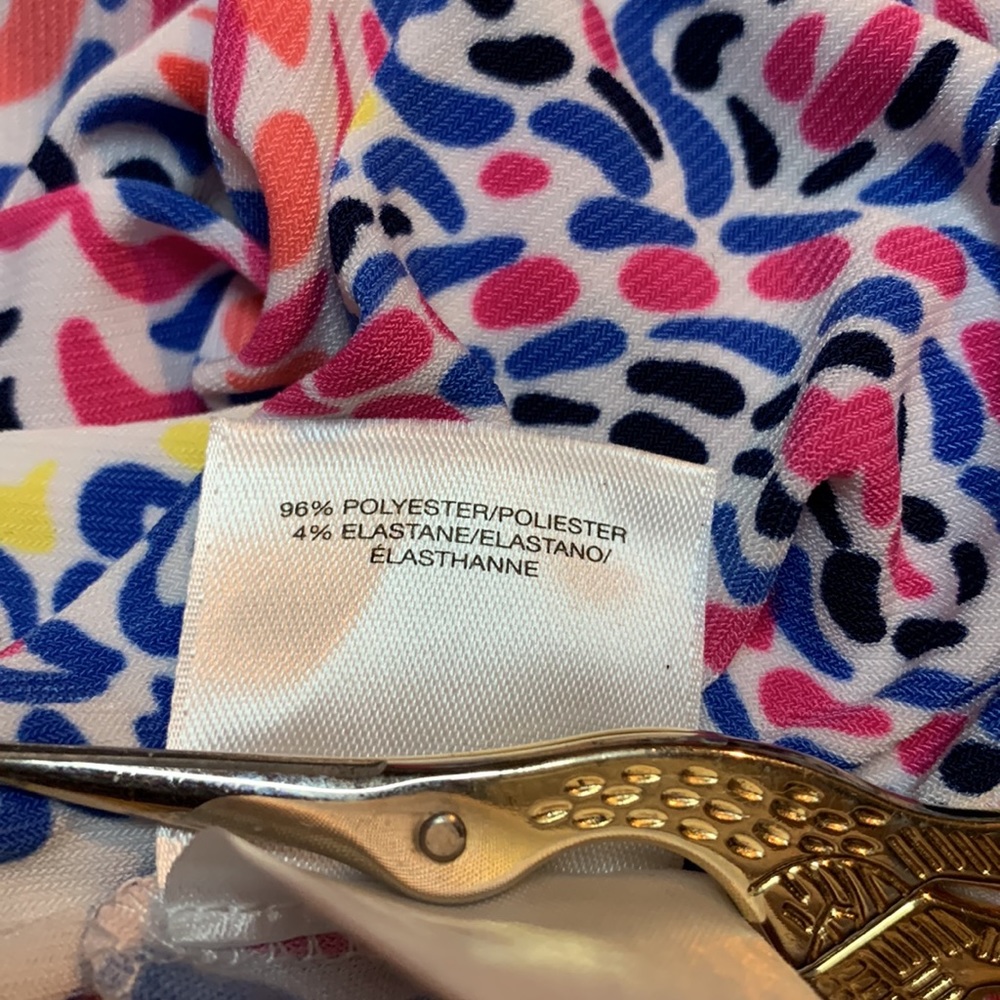 96% POLYESTER/POLIESTER
4% ELASTANE/ELASTANO/
ÉLASTHANNE